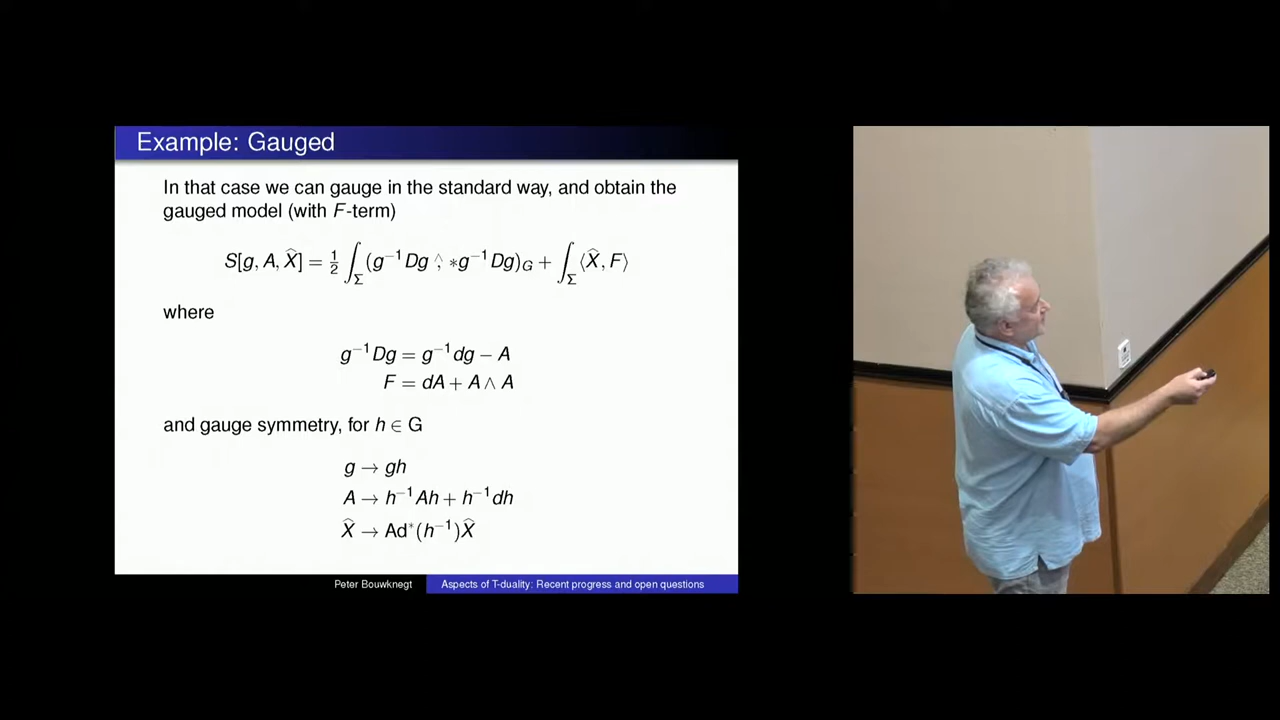 Example: Gauged
In that case we can gauge in the standard way, and obtain the
gauged model (with F-term)
S[g, A, X̂] = ½ ∫_Σ (g⁻¹Dg ∧, *g⁻¹Dg)_G + ∫_Σ ⟨X̂, F⟩
where
g⁻¹Dg = g⁻¹dg − A
F = dA + A ∧ A
and gauge symmetry, for h ∈ G
g → gh
A → h⁻¹Ah + h⁻¹dh
X̂ → Ad*(h⁻¹)X̂
Peter Bouwknegt Aspects of T-duality: Recent progress and open questions